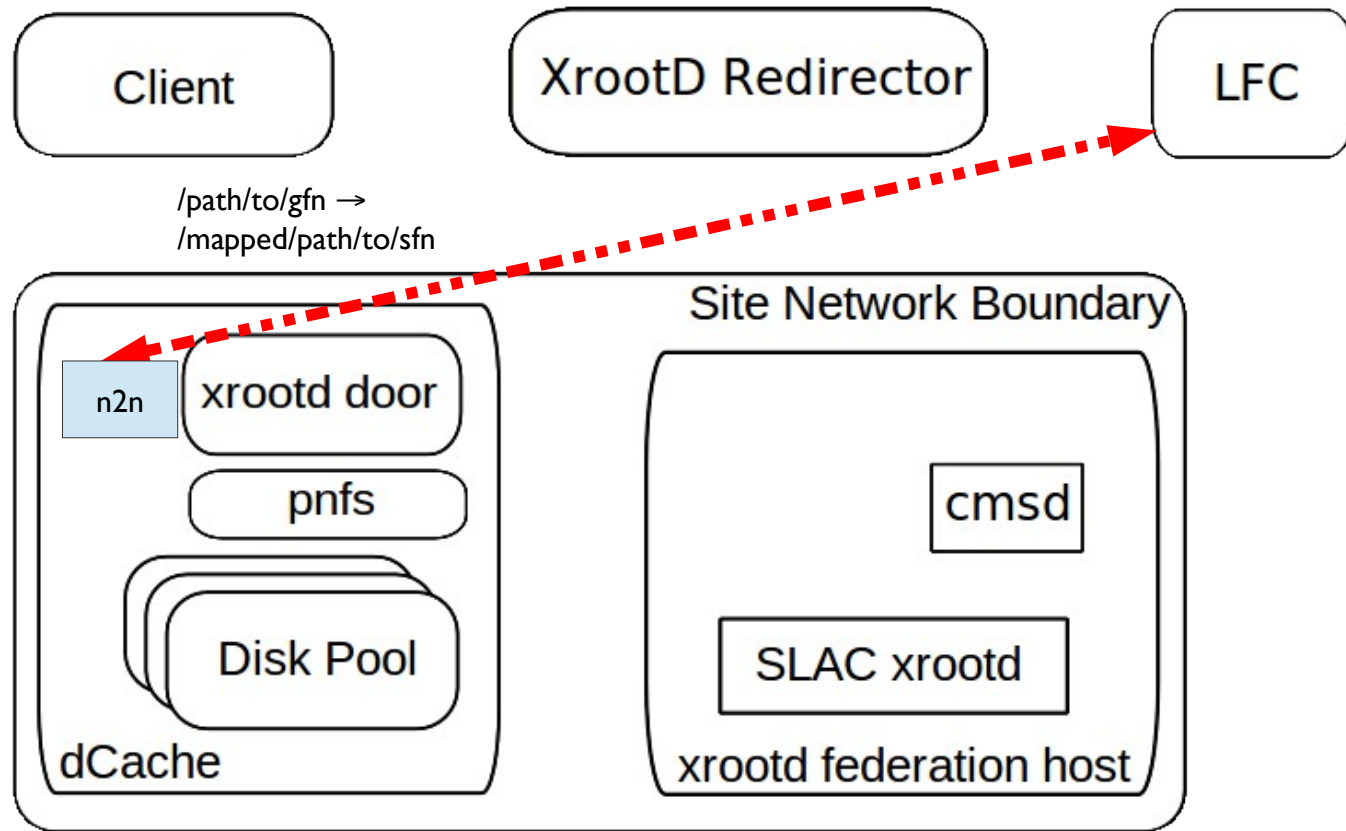 Client
XrootD Redirector
LFC
/path/to/gfn →
/mapped/path/to/sfn
Site Network Boundary
n2n
xrootd door
pnfs
Disk Pool
dCache
cmsd
SLAC xrootd
xrootd federation host